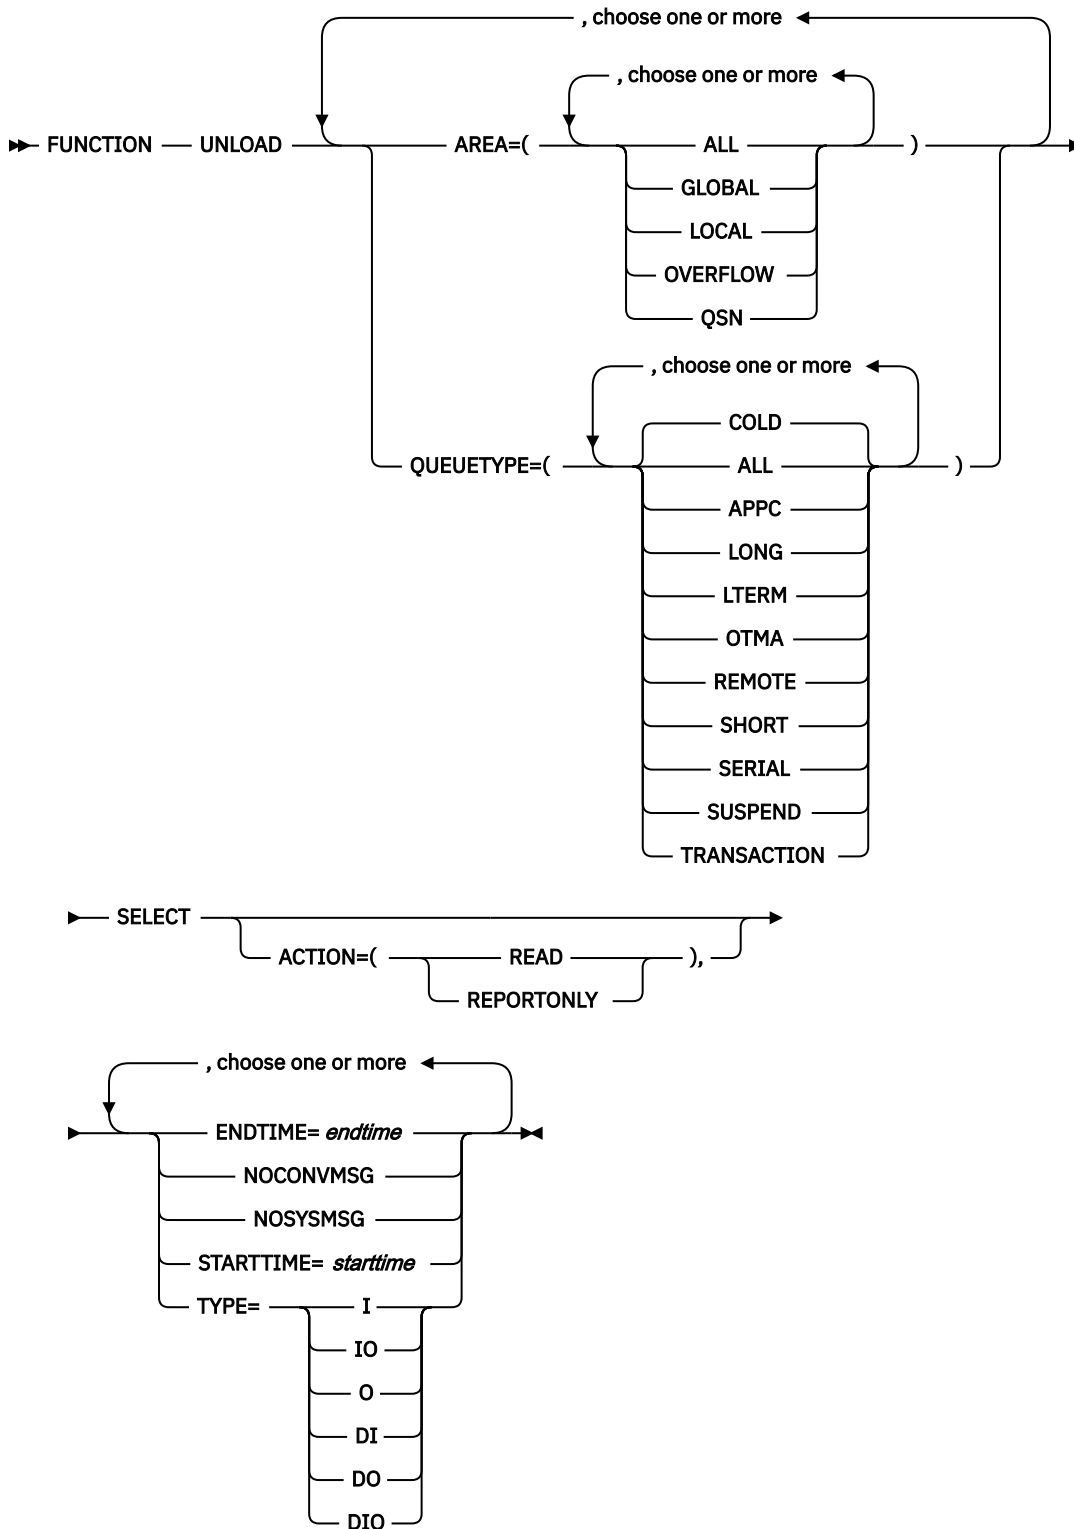 , choose one or more
, choose one or more
FUNCTION UNLOAD AREA=( ALL )
GLOBAL
LOCAL
OVERFLOW
QSN
, choose one or more
COLD
QUEUETYPE=( ALL )
APPC
LONG
LTERM
OTMA
REMOTE
SHORT
SERIAL
SUSPEND
TRANSACTION
SELECT
ACTION=( READ ),
REPORTONLY
, choose one or more
ENDTIME= endtime
NOCONVMSG
NOSYSMSG
STARTTIME= starttime
TYPE= I
IO
O
DI
DO
DIO